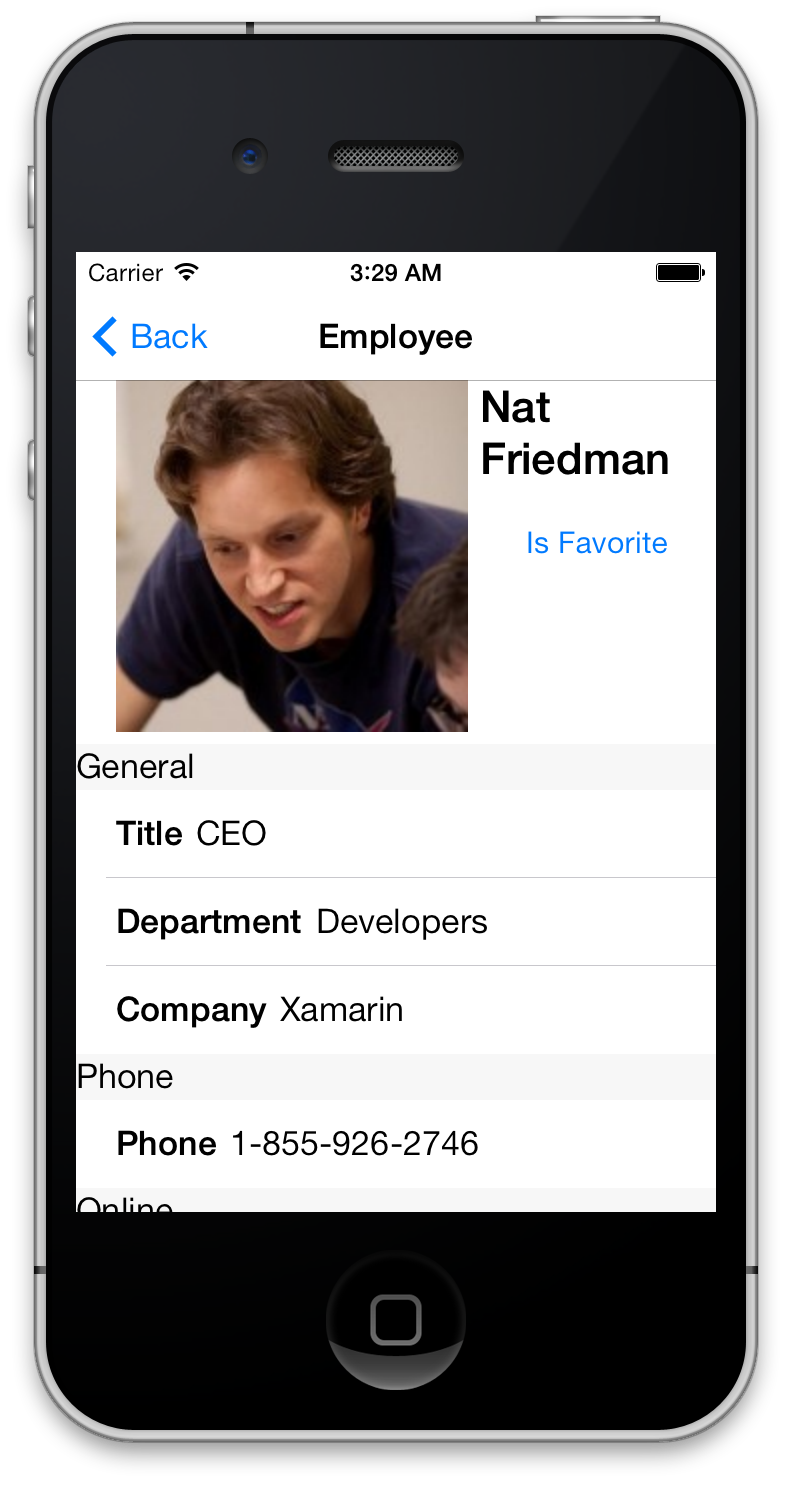 Carrier 3:29 AM
Back Employee
Nat
Friedman
Is Favorite
General
Title CEO
Department Developers
Company Xamarin
Phone
Phone 1-855-926-2746
Online